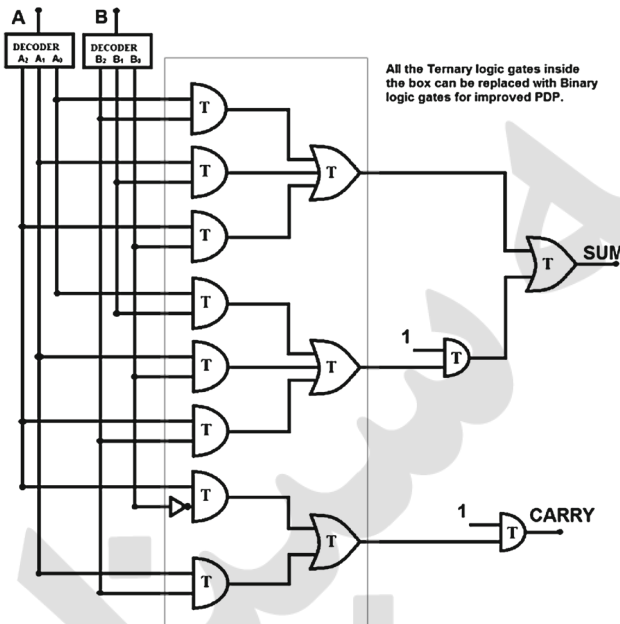 A B
DECODER DECODER
A₂ A₁ A₀ B₂ B₁ B₀
All the Ternary logic gates inside
the box can be replaced with Binary
logic gates for improved PDP.
T
T
T
T
T
SUM
T
T
T
T
1
T
T
T
T
1
T
CARRY
T